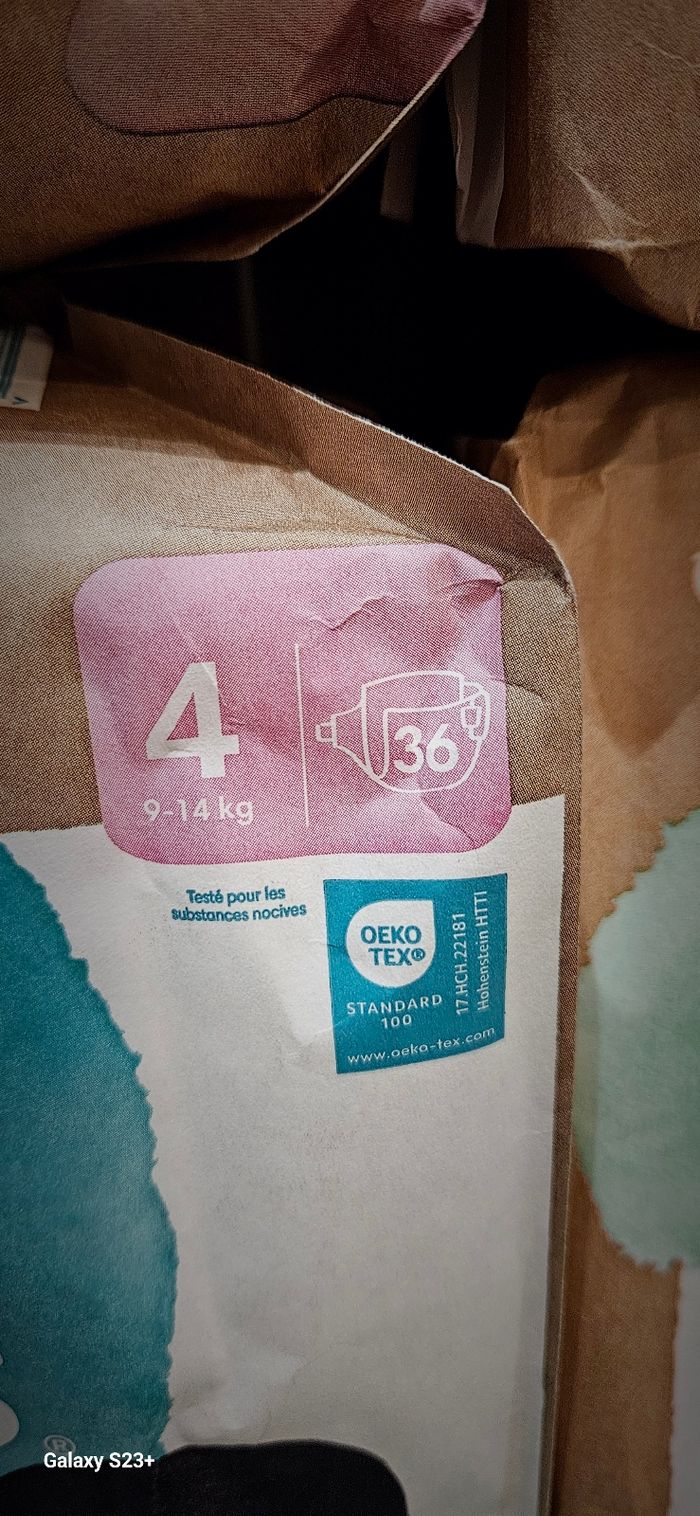 4
9-14 kg
36
Testé pour les
substances nocives
OEKO
TEX®
STANDARD
100
17.HCH.22181
Hohenstein HTTI
www.oeko-tex.com
®
Galaxy S23+